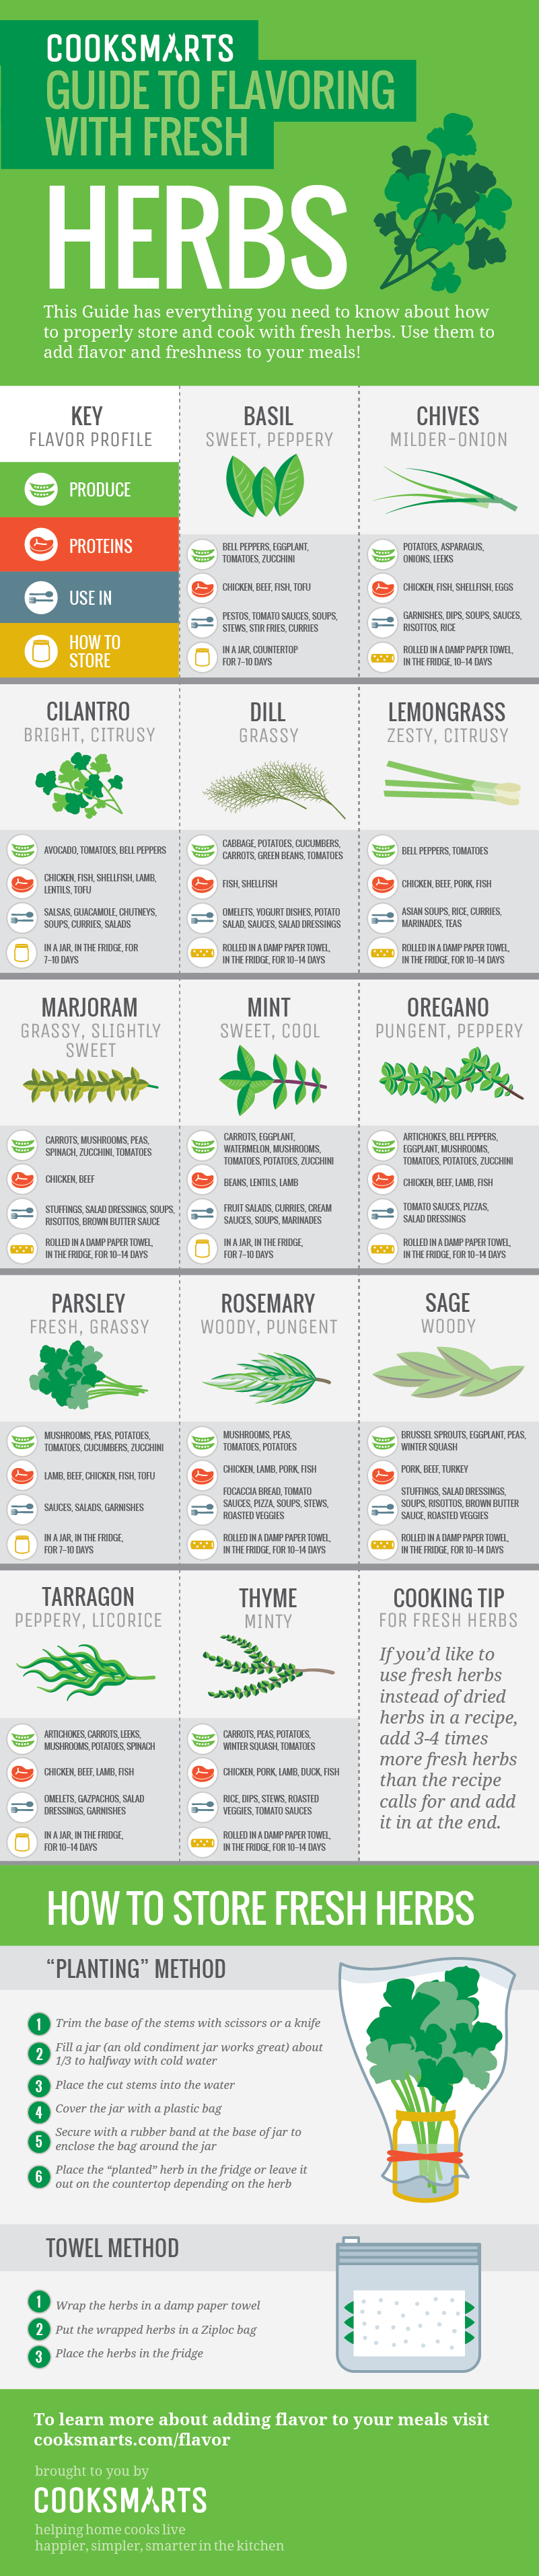 COOKSMARTS
GUIDE TO FLAVORING
WITH FRESH
HERBS
This Guide has everything you need to know about how
to properly store and cook with fresh herbs. Use them to
add flavor and freshness to your meals!
KEY
FLAVOR PROFILE
PRODUCE
PROTEINS
USE IN
HOW TO
STORE
BASIL
SWEET, PEPPERY
BELL PEPPERS, EGGPLANT,
TOMATOES, ZUCCHINI
CHICKEN, BEEF, FISH, TOFU
PESTOS, TOMATO SAUCES, SOUPS,
STEWS, STIR FRIES, CURRIES
IN A JAR, COUNTERTOP
FOR 7-10 DAYS
CHIVES
MILDER-ONION
POTATOES, ASPARAGUS,
ONIONS, LEEKS
CHICKEN, FISH, SHELLFISH, EGGS
GARNISHES, DIPS, SOUPS, SAUCES,
RISOTTOS, RICE
ROLLED IN A DAMP PAPER TOWEL,
IN THE FRIDGE, 10-14 DAYS
CILANTRO
BRIGHT, CITRUSY
AVOCADO, TOMATOES, BELL PEPPERS
CHICKEN, FISH, SHELLFISH, LAMB,
LENTILS, TOFU
SALSAS, GUACAMOLE, CHUTNEYS,
SOUPS, CURRIES, SALADS
IN A JAR, IN THE FRIDGE, FOR
7-10 DAYS
DILL
GRASSY
CABBAGE, POTATOES, CUCUMBERS,
CARROTS, GREEN BEANS, TOMATOES
FISH, SHELLFISH
OMELETS, YOGURT DISHES, POTATO
SALAD, SAUCES, SALAD DRESSINGS
ROLLED IN A DAMP PAPER TOWEL,
IN THE FRIDGE, FOR 10-14 DAYS
LEMONGRASS
ZESTY, CITRUSY
BELL PEPPERS, TOMATOES
CHICKEN, BEEF, PORK, FISH
ASIAN SOUPS, RICE, CURRIES,
MARINADES, TEAS
ROLLED IN A DAMP PAPER TOWEL,
IN THE FRIDGE, FOR 10-14 DAYS
MARJORAM
GRASSY, SLIGHTLY
SWEET
CARROTS, MUSHROOMS, PEAS,
SPINACH, ZUCCHINI, TOMATOES
CHICKEN, BEEF
STUFFINGS, SALAD DRESSINGS, SOUPS,
RISOTTOS, BROWN BUTTER SAUCE
ROLLED IN A DAMP PAPER TOWEL,
IN THE FRIDGE, FOR 10-14 DAYS
MINT
SWEET, COOL
CARROTS, EGGPLANT,
WATERMELON, MUSHROOMS,
TOMATOES, POTATOES, ZUCCHINI
BEANS, LENTILS, LAMB
FRUIT SALADS, CURRIES, CREAM
SAUCES, SOUPS, MARINADES
IN A JAR, IN THE FRIDGE,
FOR 7-10 DAYS
OREGANO
PUNGENT, PEPPERY
ARTICHOKES, BELL PEPPERS,
EGGPLANT, MUSHROOMS,
TOMATOES, POTATOES, ZUCCHINI
CHICKEN, BEEF, LAMB, FISH
TOMATO SAUCES, PIZZAS,
SALAD DRESSINGS
ROLLED IN A DAMP PAPER TOWEL,
IN THE FRIDGE, FOR 10-14 DAYS
PARSLEY
FRESH, GRASSY
MUSHROOMS, PEAS, POTATOES,
TOMATOES, CUCUMBERS, ZUCCHINI
LAMB, BEEF, CHICKEN, FISH, TOFU
SAUCES, SALADS, GARNISHES
IN A JAR, IN THE FRIDGE,
FOR 7-10 DAYS
ROSEMARY
WOODY, PUNGENT
MUSHROOMS, PEAS,
TOMATOES, POTATOES
CHICKEN, LAMB, PORK, FISH
FOCACCIA BREAD, TOMATO
SAUCES, PIZZA, SOUPS, STEWS,
ROASTED VEGGIES
ROLLED IN A DAMP PAPER TOWEL,
IN THE FRIDGE, FOR 10-14 DAYS
SAGE
WOODY
BRUSSEL SPROUTS, EGGPLANT, PEAS,
WINTER SQUASH
PORK, BEEF, TURKEY
STUFFINGS, SALAD DRESSINGS,
SOUPS, RISOTTOS, BROWN BUTTER
SAUCE, ROASTED VEGGIES
ROLLED IN A DAMP PAPER TOWEL,
IN THE FRIDGE, FOR 10-14 DAYS
TARRAGON
PEPPERY, LICORICE
ARTICHOKES, CARROTS, LEEKS,
MUSHROOMS, POTATOES, SPINACH
CHICKEN, BEEF, LAMB, FISH
OMELETS, GAZPACHOS, SALAD
DRESSINGS, GARNISHES
IN A JAR, IN THE FRIDGE,
FOR 10-14 DAYS
THYME
MINTY
CARROTS, PEAS, POTATOES,
WINTER SQUASH, TOMATOES
CHICKEN, PORK, LAMB, DUCK, FISH
RICE, DIPS, STEWS, ROASTED
VEGGIES, TOMATO SAUCES
ROLLED IN A DAMP PAPER TOWEL,
IN THE FRIDGE, FOR 10-14 DAYS
COOKING TIP
FOR FRESH HERBS
If you'd like to
use fresh herbs
instead of dried
herbs in a recipe,
add 3-4 times
more fresh herbs
than the recipe
calls for and add
it in at the end.
HOW TO STORE FRESH HERBS
“PLANTING” METHOD
1 Trim the base of the stems with scissors or a knife
2 Fill a jar (an old condiment jar works great) about
1/3 to halfway with cold water
3 Place the cut stems into the water
4 Cover the jar with a plastic bag
5 Secure with a rubber band at the base of jar to
enclose the bag around the jar
6 Place the “planted” herb in the fridge or leave it
out on the countertop depending on the herb
TOWEL METHOD
1 Wrap the herbs in a damp paper towel
2 Put the wrapped herbs in a Ziploc bag
3 Place the herbs in the fridge
To learn more about adding flavor to your meals visit
cooksmarts.com/flavor
brought to you by
COOKSMARTS
helping home cooks live
happier, simpler, smarter in the kitchen